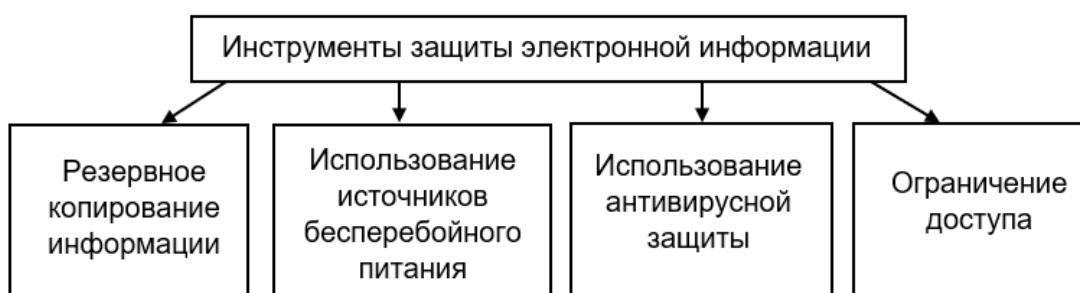 Инструменты защиты электронной информации
Резервное
копирование
информации
Использование
источников
бесперебойного
питания
Использование
антивирусной
защиты
Ограничение
доступа